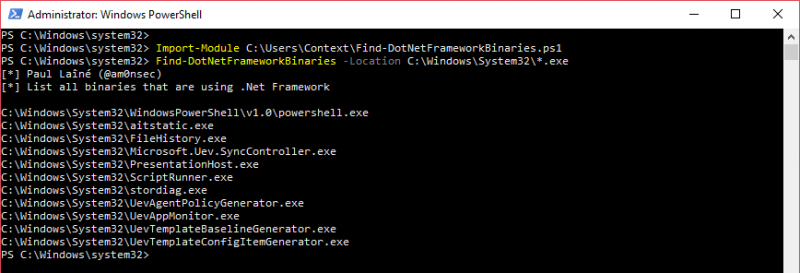 Administrator: Windows PowerShell
PS C:\Windows\system32>
PS C:\Windows\system32> Import-Module C:\Users\Context\Find-DotNetFrameworkBinaries.ps1
PS C:\Windows\system32> Find-DotNetFrameworkBinaries -Location C:\Windows\System32\*.exe
[*] Paul Lainé (@am0nsec)
[*] List all binaries that are using .Net Framework
C:\Windows\System32\WindowsPowerShell\v1.0\powershell.exe
C:\Windows\System32\aitstatic.exe
C:\Windows\System32\FileHistory.exe
C:\Windows\System32\Microsoft.Uev.SyncController.exe
C:\Windows\System32\PresentationHost.exe
C:\Windows\System32\ScriptRunner.exe
C:\Windows\System32\stordiag.exe
C:\Windows\System32\UevAgentPolicyGenerator.exe
C:\Windows\System32\UevAppMonitor.exe
C:\Windows\System32\UevTemplateBaselineGenerator.exe
C:\Windows\System32\UevTemplateConfigItemGenerator.exe
PS C:\Windows\system32>